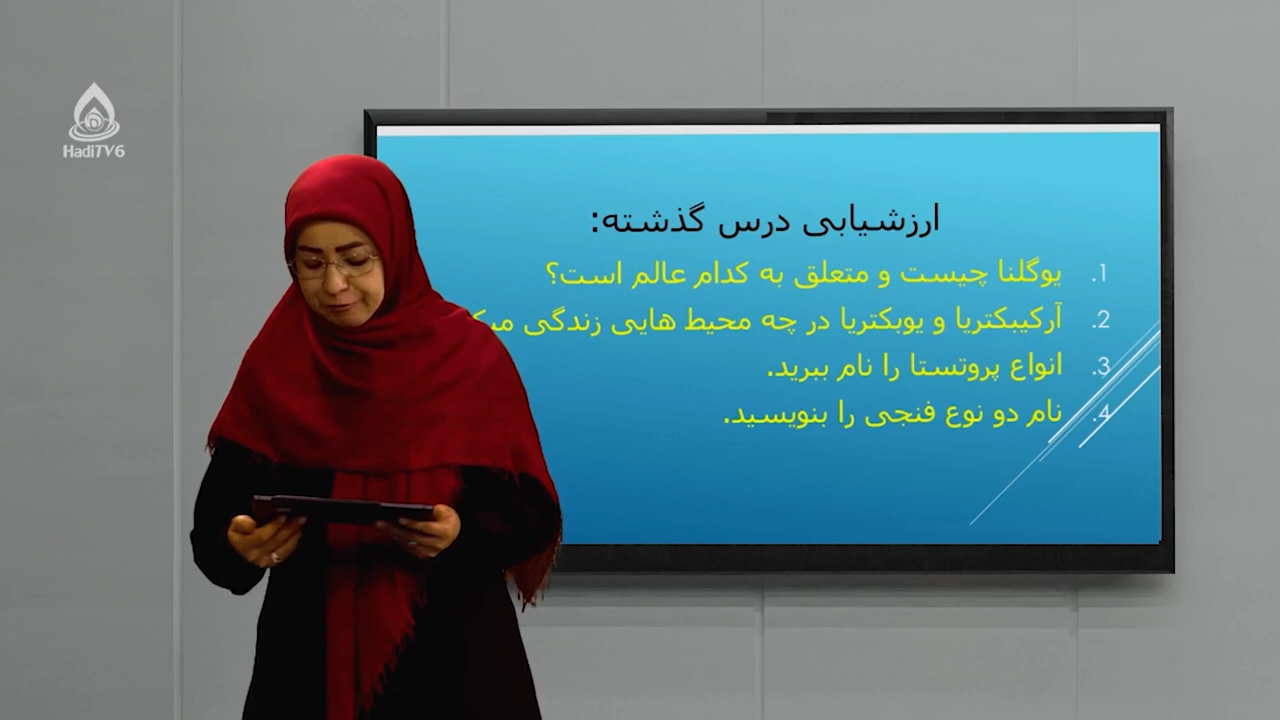 HadiTV6
ارزشیابی درس گذشته:
1. یوگلنا چیست و متعلق به کدام عالم است؟
2. آرکیبکتریا و یوبکتریا در چه محیط هایی زندگی
3. انواع پروتستا را نام ببرید.
4. نام دو نوع فنجی را بنویسید.